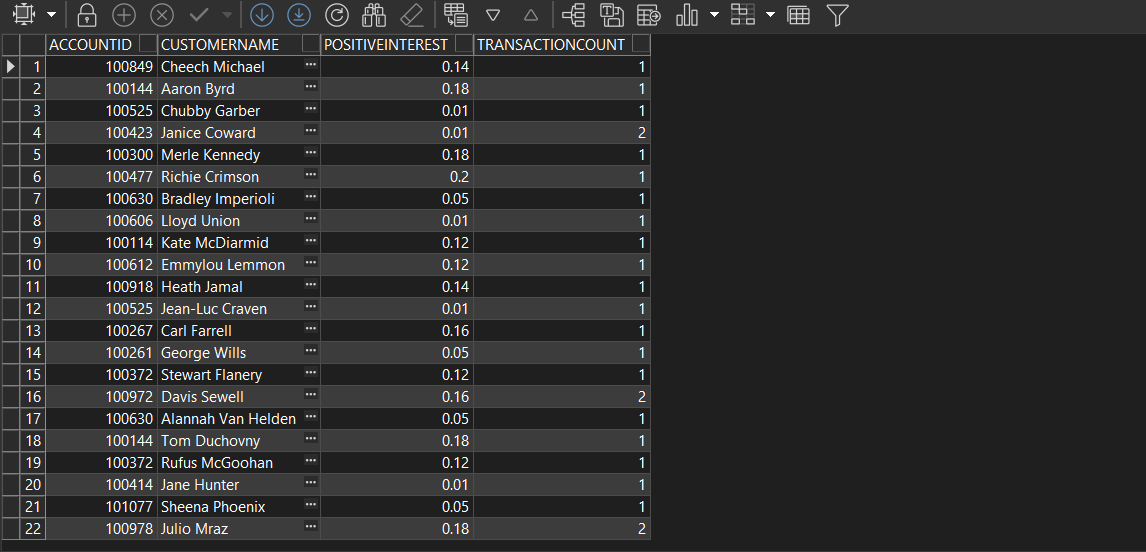 ACCOUNTID CUSTOMERNAME POSITIVEINTEREST TRANSACTIONCOUNT
1 100849 Cheech Michael ... 0.14 1
2 100144 Aaron Byrd ... 0.18 1
3 100525 Chubby Garber ... 0.01 1
4 100423 Janice Coward ... 0.01 2
5 100300 Merle Kennedy ... 0.18 1
6 100477 Richie Crimson ... 0.2 1
7 100630 Bradley Imperioli ... 0.05 1
8 100606 Lloyd Union ... 0.01 1
9 100114 Kate McDiarmid ... 0.12 1
10 100612 Emmylou Lemmon ... 0.12 1
11 100918 Heath Jamal ... 0.14 1
12 100525 Jean-Luc Craven ... 0.01 1
13 100267 Carl Farrell ... 0.16 1
14 100261 George Wills ... 0.05 1
15 100372 Stewart Flanery ... 0.12 1
16 100972 Davis Sewell ... 0.16 2
17 100630 Alannah Van Helden ... 0.05 1
18 100144 Tom Duchovny ... 0.18 1
19 100372 Rufus McGoohan ... 0.12 1
20 100414 Jane Hunter ... 0.01 1
21 101077 Sheena Phoenix ... 0.05 1
22 100978 Julio Mraz ... 0.18 2